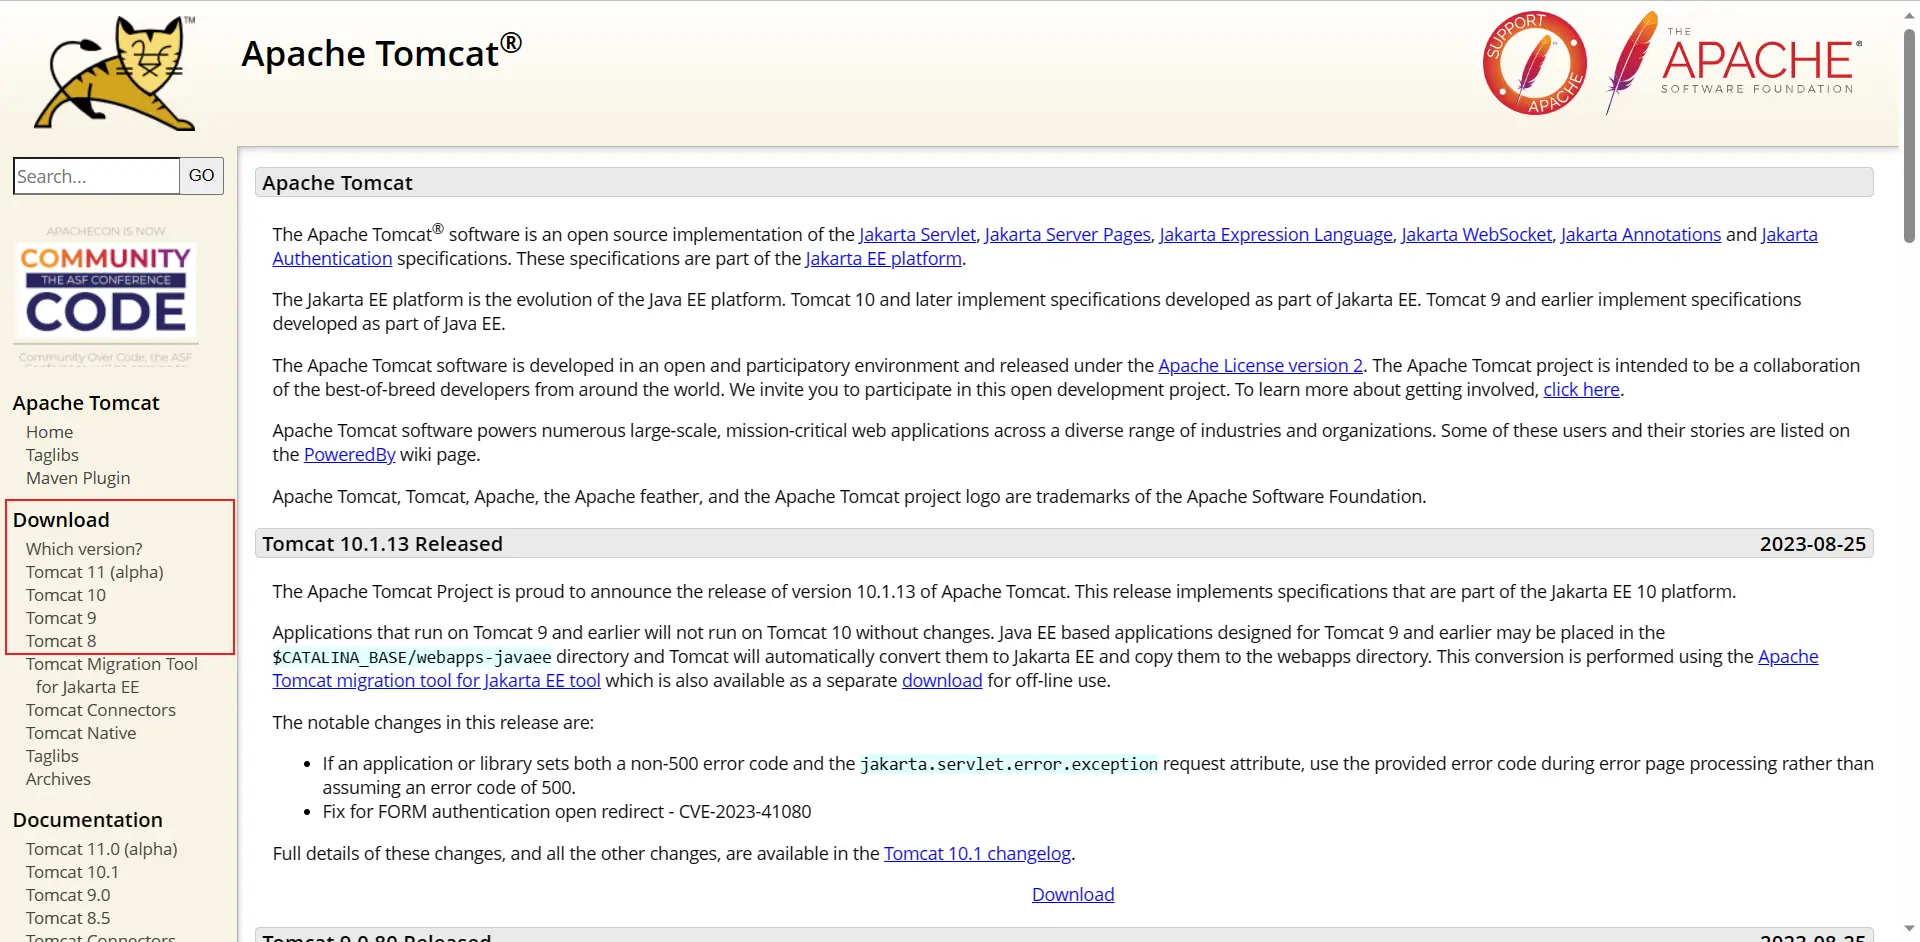 TM
Apache Tomcat®
SUPPORT
APACHE
THE
APACHE®
SOFTWARE FOUNDATION
Search...
GO
APACHECON IS NOW
COMMUNITY
THE ASF CONFERENCE
CODE
Community Over Code, the ASF
Apache Tomcat
Home
Taglibs
Maven Plugin
Download
Which version?
Tomcat 11 (alpha)
Tomcat 10
Tomcat 9
Tomcat 8
Tomcat Migration Tool
for Jakarta EE
Tomcat Connectors
Tomcat Native
Taglibs
Archives
Documentation
Tomcat 11.0 (alpha)
Tomcat 10.1
Tomcat 9.0
Tomcat 8.5
Tomcat Connectors
Apache Tomcat
The Apache Tomcat® software is an open source implementation of the Jakarta Servlet, Jakarta Server Pages, Jakarta Expression Language, Jakarta WebSocket, Jakarta Annotations and Jakarta
Authentication specifications. These specifications are part of the Jakarta EE platform.
The Jakarta EE platform is the evolution of the Java EE platform. Tomcat 10 and later implement specifications developed as part of Jakarta EE. Tomcat 9 and earlier implement specifications
developed as part of Java EE.
The Apache Tomcat software is developed in an open and participatory environment and released under the Apache License version 2. The Apache Tomcat project is intended to be a collaboration
of the best-of-breed developers from around the world. We invite you to participate in this open development project. To learn more about getting involved, click here.
Apache Tomcat software powers numerous large-scale, mission-critical web applications across a diverse range of industries and organizations. Some of these users and their stories are listed on
the PoweredBy wiki page.
Apache Tomcat, Tomcat, Apache, the Apache feather, and the Apache Tomcat project logo are trademarks of the Apache Software Foundation.
Tomcat 10.1.13 Released 2023-08-25
The Apache Tomcat Project is proud to announce the release of version 10.1.13 of Apache Tomcat. This release implements specifications that are part of the Jakarta EE 10 platform.
Applications that run on Tomcat 9 and earlier will not run on Tomcat 10 without changes. Java EE based applications designed for Tomcat 9 and earlier may be placed in the
$CATALINA_BASE/webapps-javaee directory and Tomcat will automatically convert them to Jakarta EE and copy them to the webapps directory. This conversion is performed using the Apache
Tomcat migration tool for Jakarta EE tool which is also available as a separate download for off-line use.
The notable changes in this release are:
• If an application or library sets both a non-500 error code and the jakarta.servlet.error.exception request attribute, use the provided error code during error page processing rather than
assuming an error code of 500.
• Fix for FORM authentication open redirect - CVE-2023-41080
Full details of these changes, and all the other changes, are available in the Tomcat 10.1 changelog.
Download
Tomcat 9.0.80 Released 2023-08-25